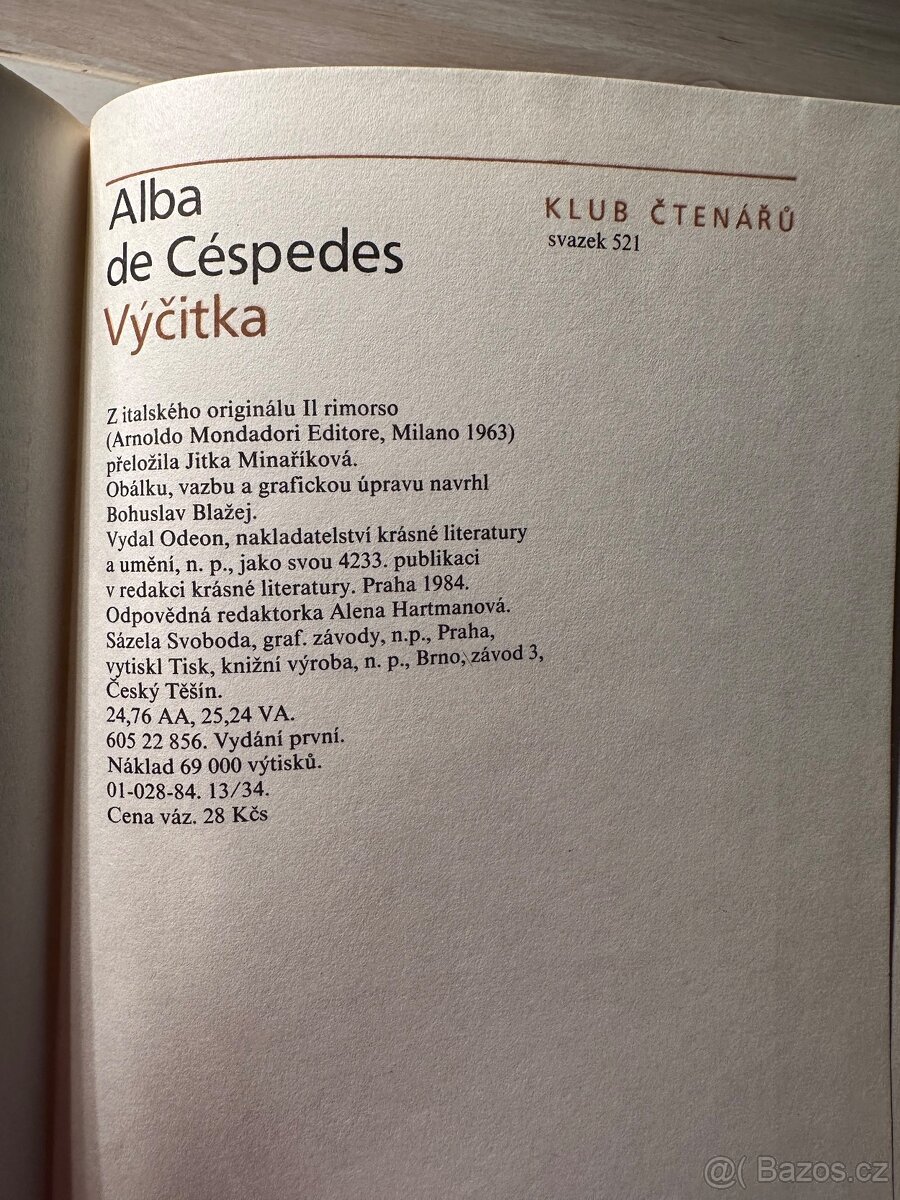 Alba
de Céspedes
Výčitka
KLUB ČTENÁŘŮ
svazek 521
Z italského originálu Il rimorso
(Arnoldo Mondadori Editore, Milano 1963)
přeložila Jitka Minaříková.
Obálku, vazbu a grafickou úpravu navrhl
Bohuslav Blažej.
Vydal Odeon, nakladatelství krásné literatury
a umění, n. p., jako svou 4233. publikaci
v redakci krásné literatury. Praha 1984.
Odpovědná redaktorka Alena Hartmanová.
Sázela Svoboda, graf. závody, n.p., Praha,
vytiskl Tisk, knižní výroba, n. p., Brno, závod 3,
Český Těšín.
24,76 AA, 25,24 VA.
605 22 856. Vydání první.
Náklad 69 000 výtisků.
01-028-84. 13/34.
Cena váz. 28 Kčs
@( Bazos.cz